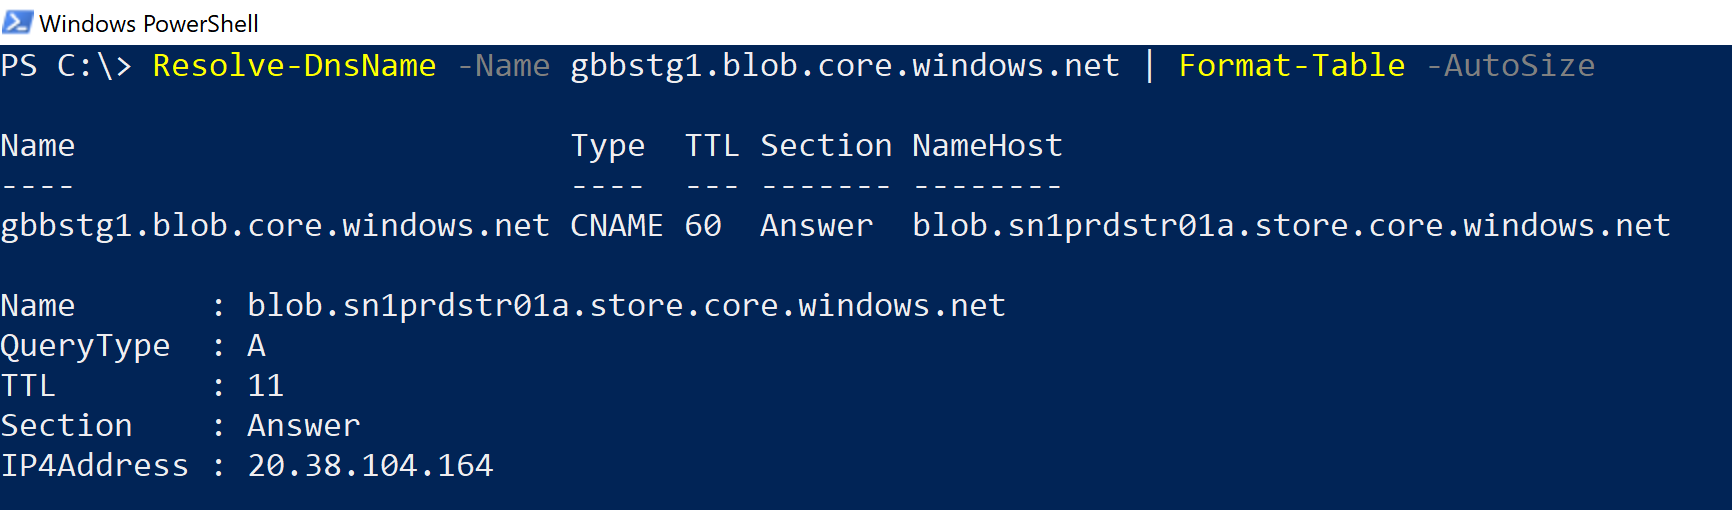 Windows PowerShell
PS C:\> Resolve-DnsName -Name gbbstg1.blob.core.windows.net | Format-Table -AutoSize
Name Type TTL Section NameHost
---- ---- --- ------- --------
gbbstg1.blob.core.windows.net CNAME 60 Answer blob.sn1prdstr01a.store.core.windows.net
Name : blob.sn1prdstr01a.store.core.windows.net
QueryType : A
TTL : 11
Section : Answer
IP4Address : 20.38.104.164